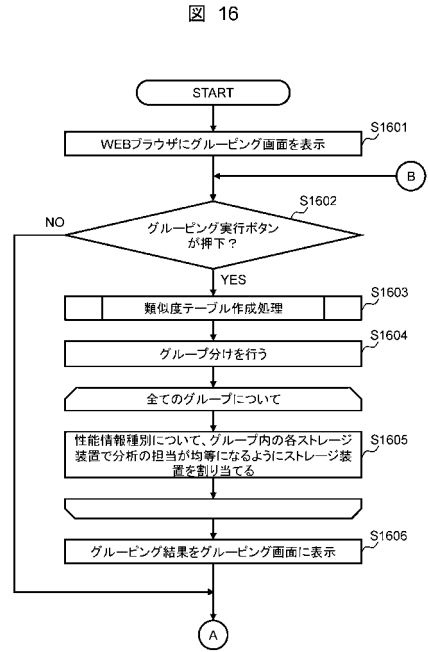 図 16
START
S1601
WEBブラウザにグルーピング画面を表示
B
S1602
NO
グルーピング実行ボタン
が押下？
YES
S1603
類似度テーブル作成処理
S1604
グループ分けを行う
全てのグループについて
S1605
性能情報種別について、グループ内の各ストレージ
装置で分析の担当が均等になるようにストレージ装
置を割り当てる
S1606
グルーピング結果をグルーピング画面に表示
A